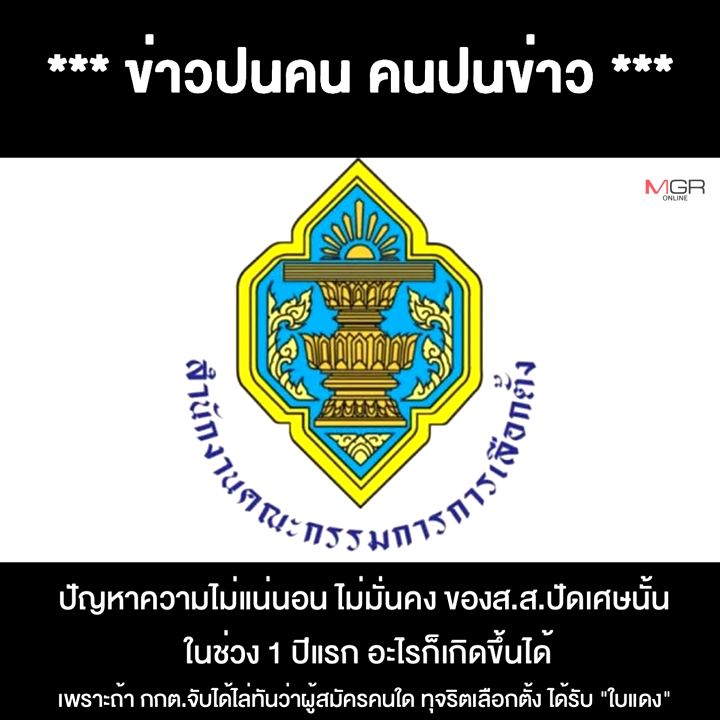 *** ข่าวปนคน คนปนข่าว ***
MGR
ONLINE
สำนักงานคณะกรรมการการเลือกตั้ง
ปัญหาความไม่แน่นอน ไม่มั่นคง ของส.ส.ปัดเศษนั้น
ในช่วง 1 ปีแรก อะไรก็เกิดขึ้นได้
เพราะถ้า กกต.จับได้ไล่ทันว่าผู้สมัครคนใด ทุจริตเลือกตั้ง ได้รับ "ใบแดง"